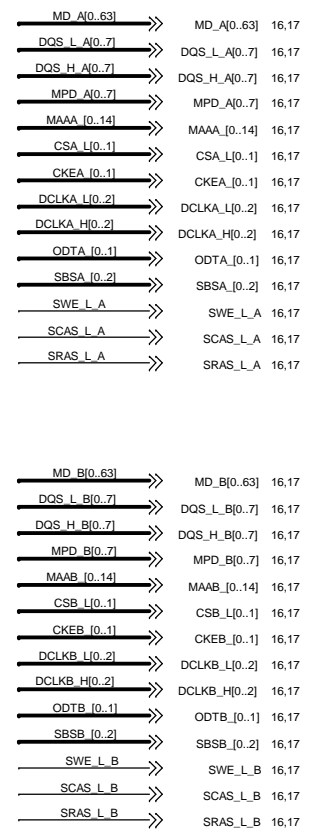 MD_A[0..63] MD_A[0..63] 16,17
DQS_L_A[0..7] DQS_L_A[0..7] 16,17
DQS_H_A[0..7] DQS_H_A[0..7] 16,17
MPD_A[0..7] MPD_A[0..7] 16,17
MAAA_[0..14] MAAA_[0..14] 16,17
CSA_L[0..1] CSA_L[0..1] 16,17
CKEA_[0..1] CKEA_[0..1] 16,17
DCLKA_L[0..2] DCLKA_L[0..2] 16,17
DCLKA_H[0..2] DCLKA_H[0..2] 16,17
ODTA_[0..1] ODTA_[0..1] 16,17
SBSA_[0..2] SBSA_[0..2] 16,17
SWE_L_A SWE_L_A 16,17
SCAS_L_A SCAS_L_A 16,17
SRAS_L_A SRAS_L_A 16,17
MD_B[0..63] MD_B[0..63] 16,17
DQS_L_B[0..7] DQS_L_B[0..7] 16,17
DQS_H_B[0..7] DQS_H_B[0..7] 16,17
MPD_B[0..7] MPD_B[0..7] 16,17
MAAB_[0..14] MAAB_[0..14] 16,17
CSB_L[0..1] CSB_L[0..1] 16,17
CKEB_[0..1] CKEB_[0..1] 16,17
DCLKB_L[0..2] DCLKB_L[0..2] 16,17
DCLKB_H[0..2] DCLKB_H[0..2] 16,17
ODTB_[0..1] ODTB_[0..1] 16,17
SBSB_[0..2] SBSB_[0..2] 16,17
SWE_L_B SWE_L_B 16,17
SCAS_L_B SCAS_L_B 16,17
SRAS_L_B SRAS_L_B 16,17